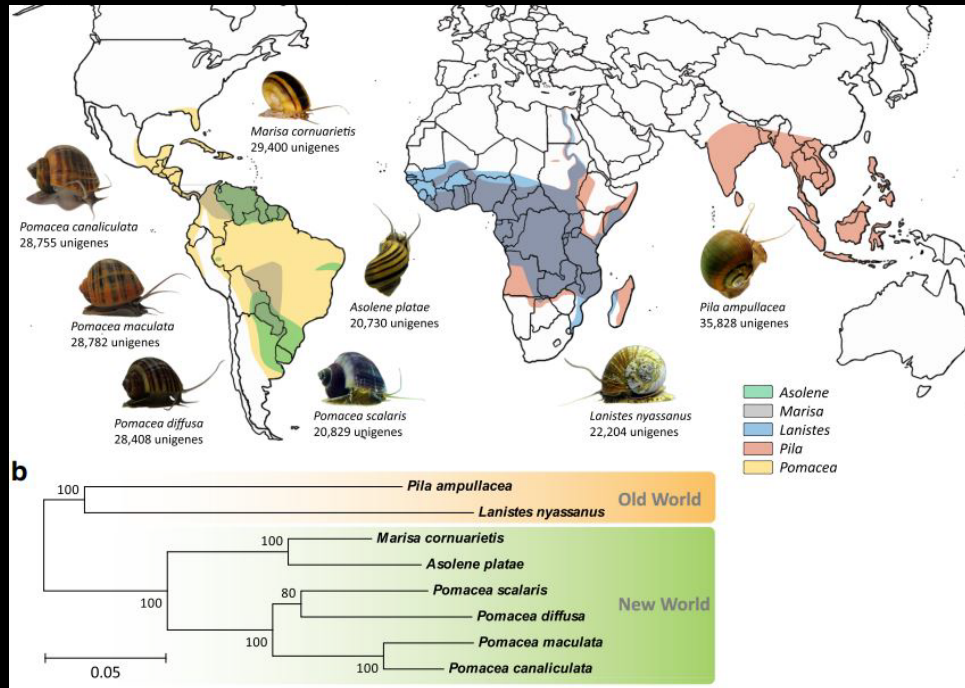 Marisa cornuarietis
29,400 unigenes
Pomacea canaliculata
28,755 unigenes
Pomacea maculata
28,782 unigenes
Pomacea diffusa
28,408 unigenes
Asolene platae
20,730 unigenes
Pomacea scalaris
20,829 unigenes
Lanistes nyassanus
22,204 unigenes
Pila ampullacea
35,828 unigenes
Asolene
Marisa
Lanistes
Pila
Pomacea
b
100
Pila ampullacea
Lanistes nyassanus
Old World
100
Marisa cornuarietis
Asolene platae
100
80
Pomacea scalaris
Pomacea diffusa
New World
100
Pomacea maculata
100
Pomacea canaliculata
0.05